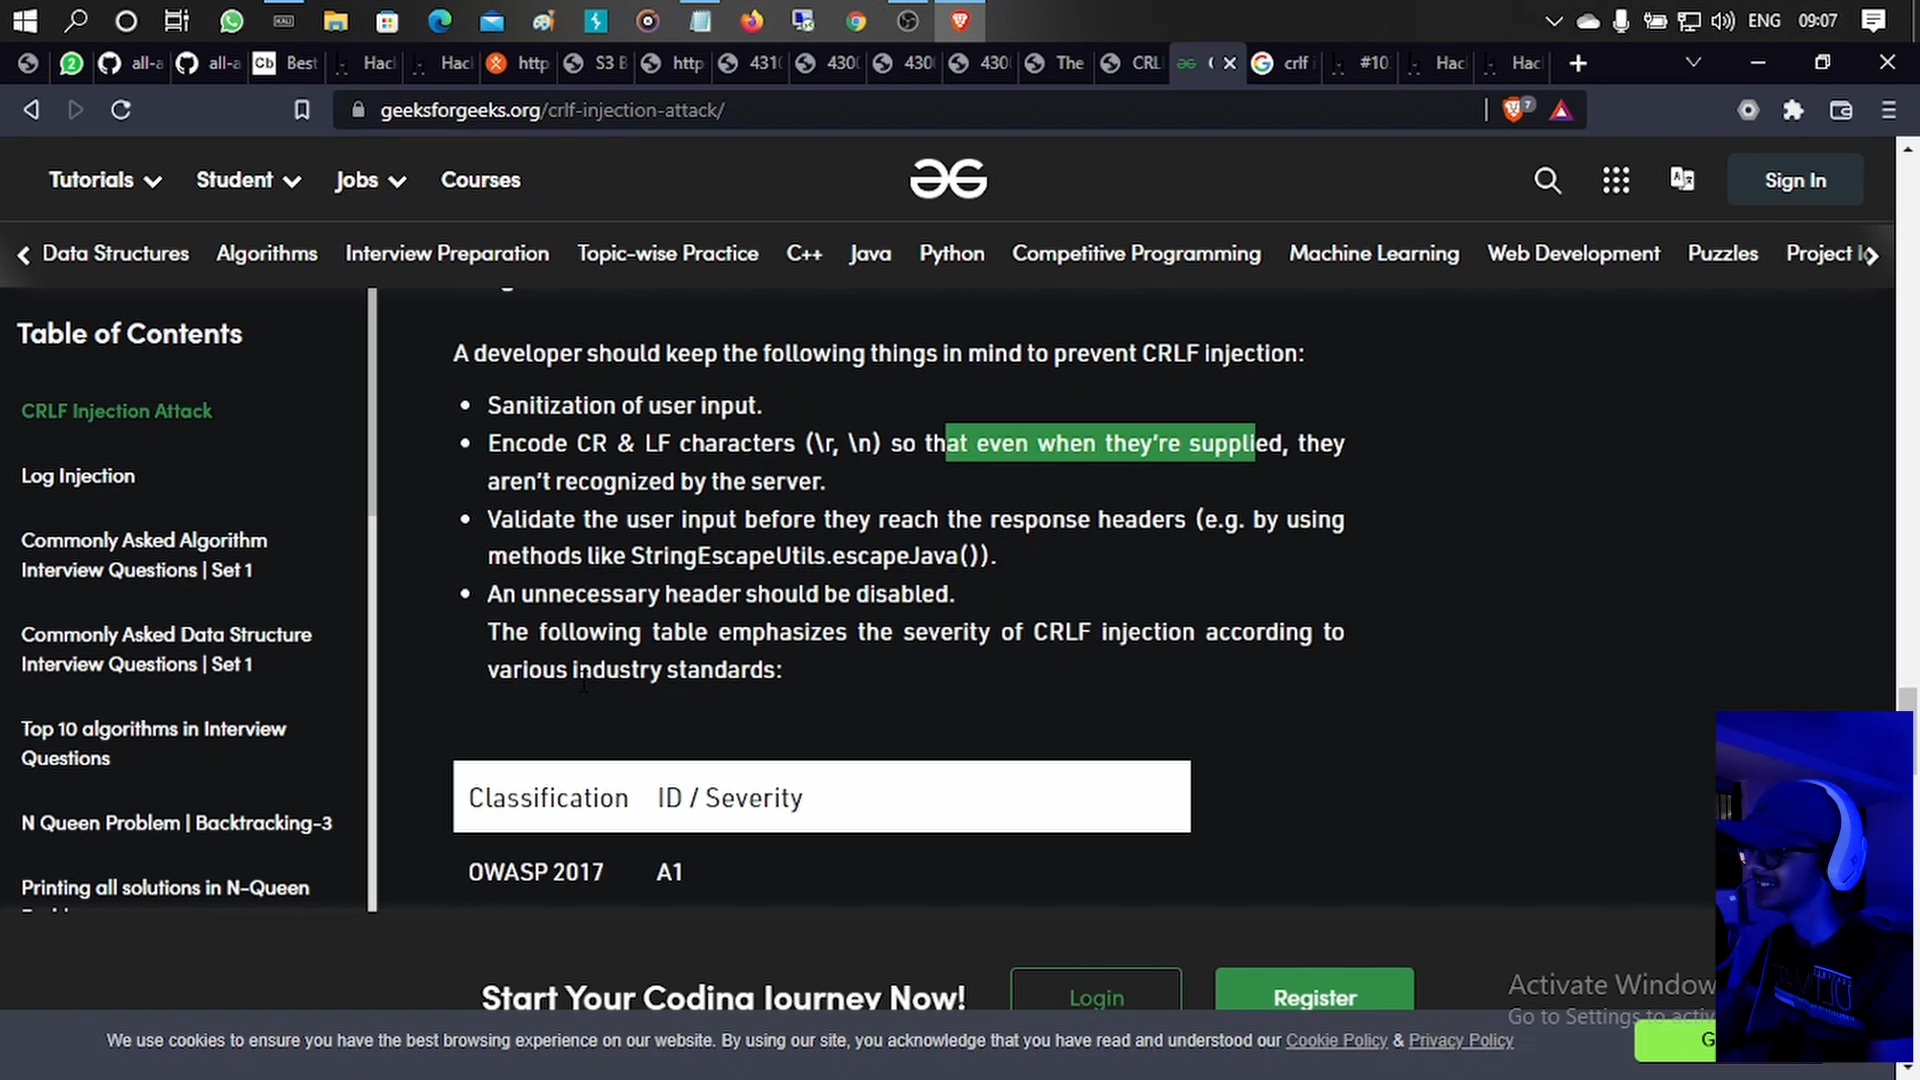 ENG 09:07
2 all-a all-a Cb Best Hac Hac http S3 B http 4310 430 430 430 The CRL crlf #10 Hac Hac
geeksforgeeks.org/crlf-injection-attack/ 7
Tutorials Student Jobs Courses Sign In
Data Structures Algorithms Interview Preparation Topic-wise Practice C++ Java Python Competitive Programming Machine Learning Web Development Puzzles Project
Table of Contents
CRLF Injection Attack
Log Injection
Commonly Asked Algorithm
Interview Questions | Set 1
Commonly Asked Data Structure
Interview Questions | Set 1
Top 10 algorithms in Interview
Questions
N Queen Problem | Backtracking-3
Printing all solutions in N-Queen
A developer should keep the following things in mind to prevent CRLF injection:
• Sanitization of user input.
• Encode CR & LF characters (\r, \n) so that even when they’re supplied, they
aren’t recognized by the server.
• Validate the user input before they reach the response headers (e.g. by using
methods like StringEscapeUtils.escapeJava()).
• An unnecessary header should be disabled.
The following table emphasizes the severity of CRLF injection according to
various industry standards:
Classification ID / Severity
OWASP 2017 A1
Start Your Coding Journey Now!
Login
Register
Activate Window
Go to Settings to activ
We use cookies to ensure you have the best browsing experience on our website. By using our site, you acknowledge that you have read and understood our Cookie Policy & Privacy Policy
G